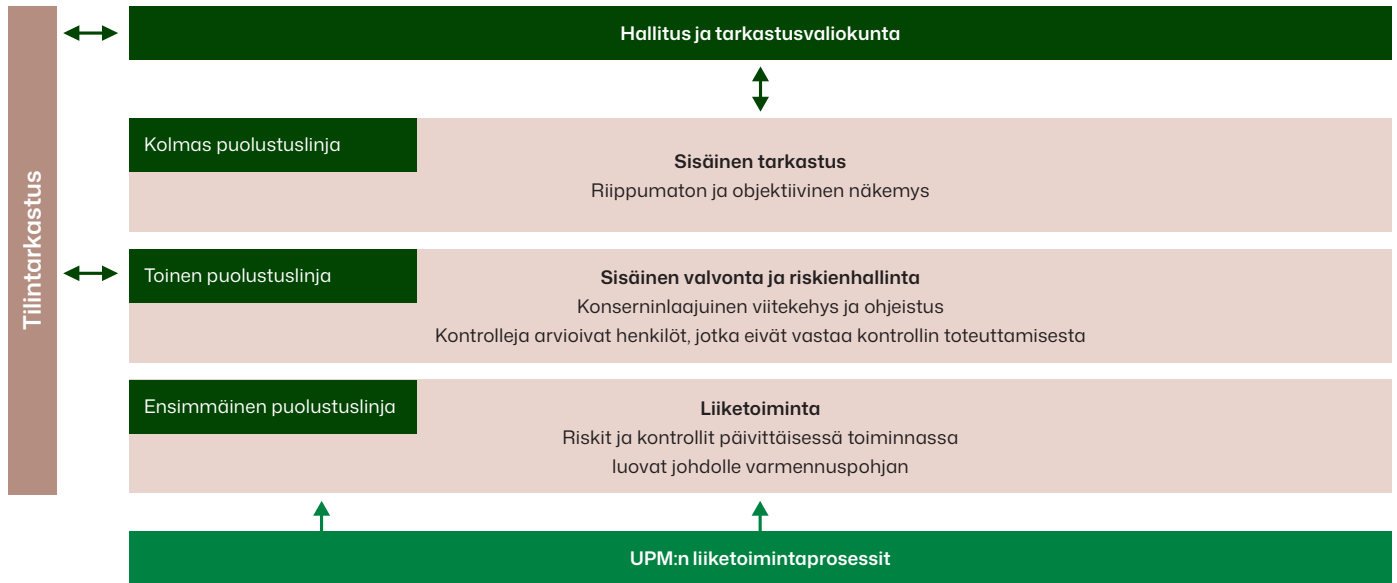 Tilintarkastus
Hallitus ja tarkastusvaliokunta
Kolmas puolustuslinja
Sisäinen tarkastus
Riippumaton ja objektiivinen näkemys
Toinen puolustuslinja
Sisäinen valvonta ja riskienhallinta
Konserninlaajuinen viitekehys ja ohjeistus
Kontrolleja arvioivat henkilöt, jotka eivät vastaa kontrollin toteuttamisesta
Ensimmäinen puolustuslinja
Liiketoiminta
Riskit ja kontrollit päivittäisessä toiminnassa
luovat johdolle varmennuspohjan
UPM:n liiketoimintaprosessit